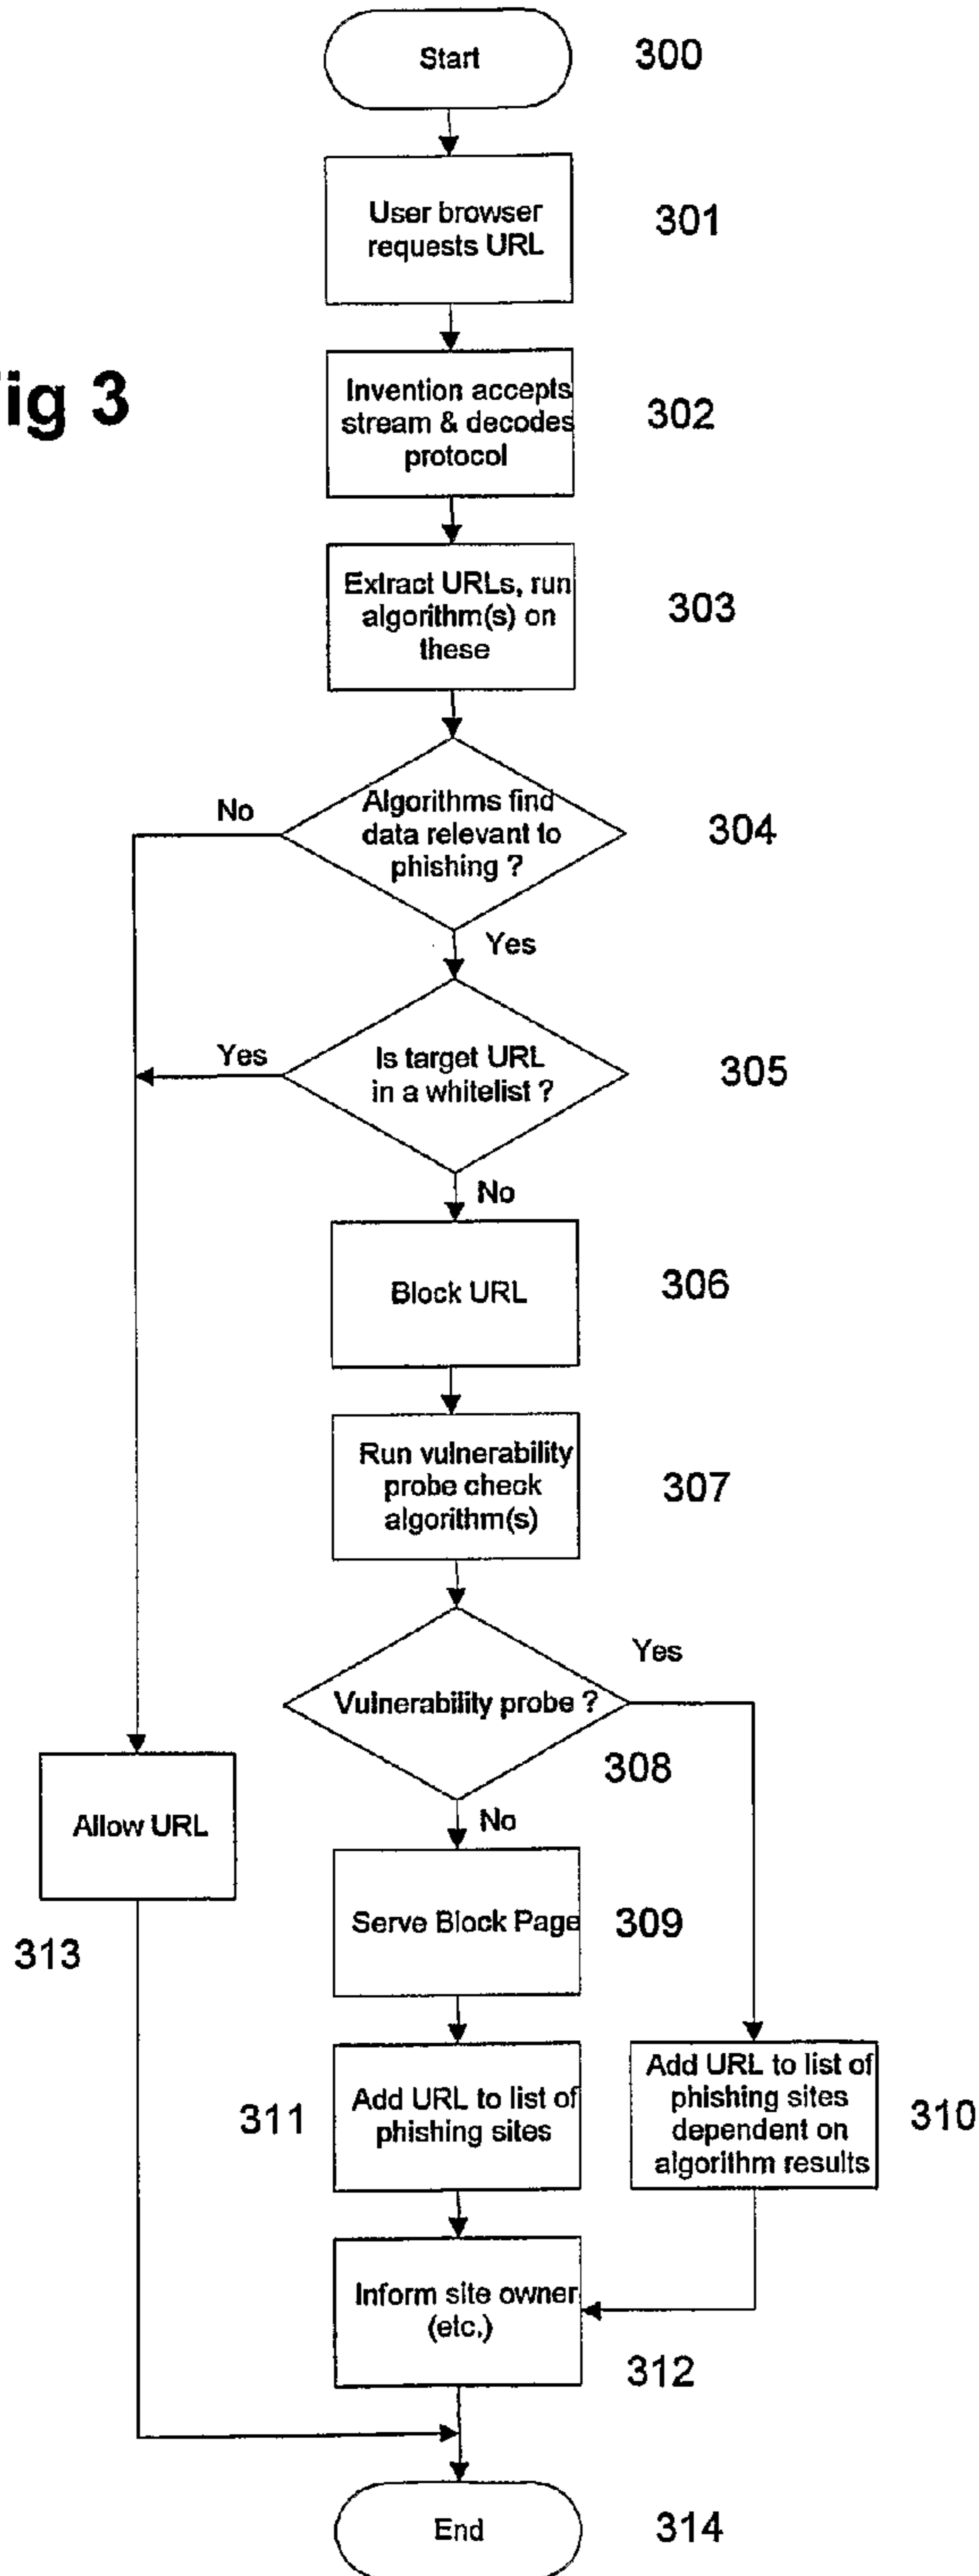 Start
300
User browser
requests URL
301
ig 3
Invention accepts
stream & decodes
protocol
302
Extract URLs, run
algorithm(s) on
these
303
No
Algorithms find
data relevant to
phishing ?
304
Yes
Yes
Is target URL
in a whitelist ?
305
No
Block URL
306
Run vulnerability
probe check
algorithm(s)
307
Yes
Vulnerability probe ?
308
No
Allow URL
313
Serve Block Page
309
311
Add URL to list of
phishing sites
Add URL to list of
phishing sites
dependent on
algorithm results
310
Inform site owner
(etc.)
312
End
314